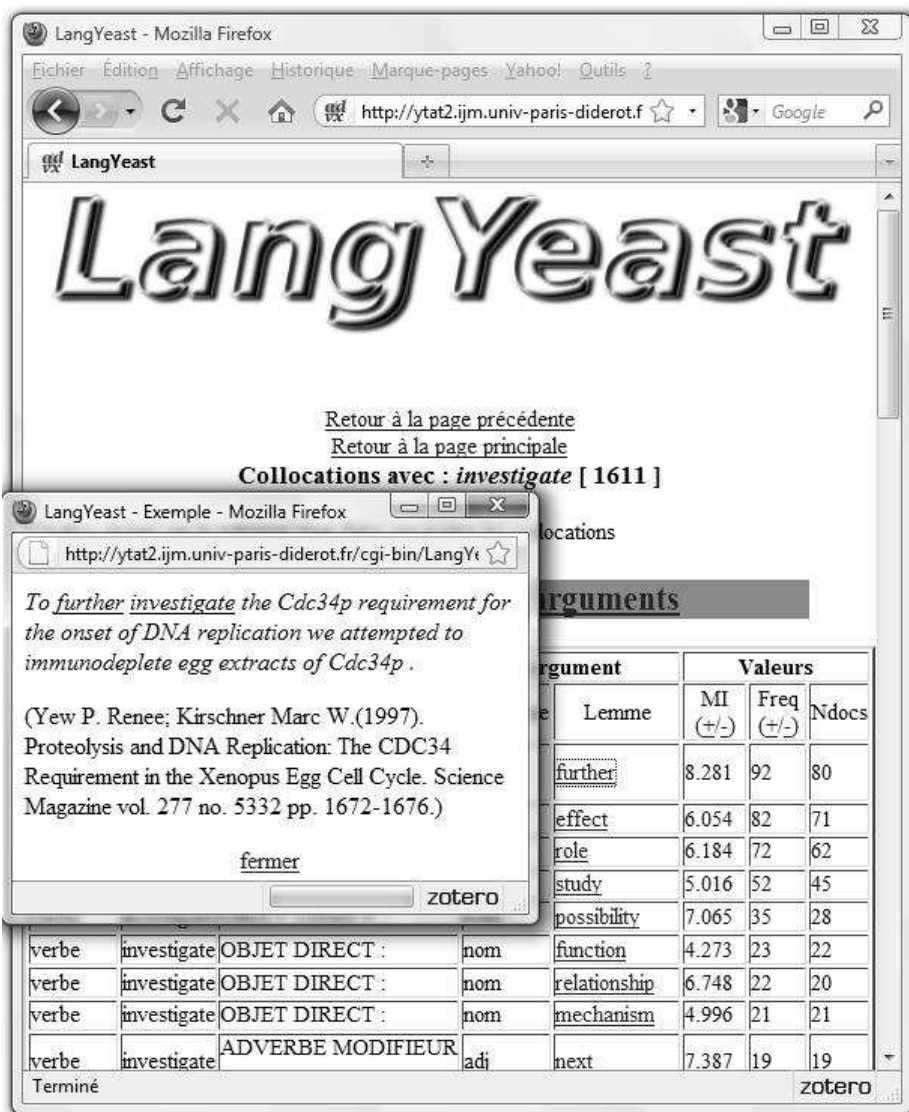 LangYeast - Mozilla Firefox
Fichier Édition Affichage Historique Marque-pages Yahoo! Outils ?
http://ytat2.ijm.univ-paris-diderot.f Google
LangYeast
LangYeast
Retour à la page précédente
Retour à la page principale
Collocations avec : investigate [ 1611 ]
LangYeast - Exemple - Mozilla Firefox
locations
http://ytat2.ijm.univ-paris-diderot.fr/cgi-bin/LangYe
To further investigate the Cdc34p requirement for
the onset of DNA replication we attempted to
immunodeplete egg extracts of Cdc34p .
(Yew P. Renee; Kirschner Marc W.(1997).
Proteolysis and DNA Replication: The CDC34
Requirement in the Xenopus Egg Cell Cycle. Science
Magazine vol. 277 no. 5332 pp. 1672-1676.)
fermer
zotero
rguments
rgument Valeurs
e Lemme MI (+/-) Freq (+/-) Ndocs
further 8.281 92 80
effect 6.054 82 71
role 6.184 72 62
study 5.016 52 45
possibility 7.065 35 28
verbe investigate OBJET DIRECT : nom function 4.273 23 22
verbe investigate OBJET DIRECT : nom relationship 6.748 22 20
verbe investigate OBJET DIRECT : nom mechanism 4.996 21 21
verbe investigate ADVERBE MODIFIEUR adj next 7.387 19 19
Terminé zotero